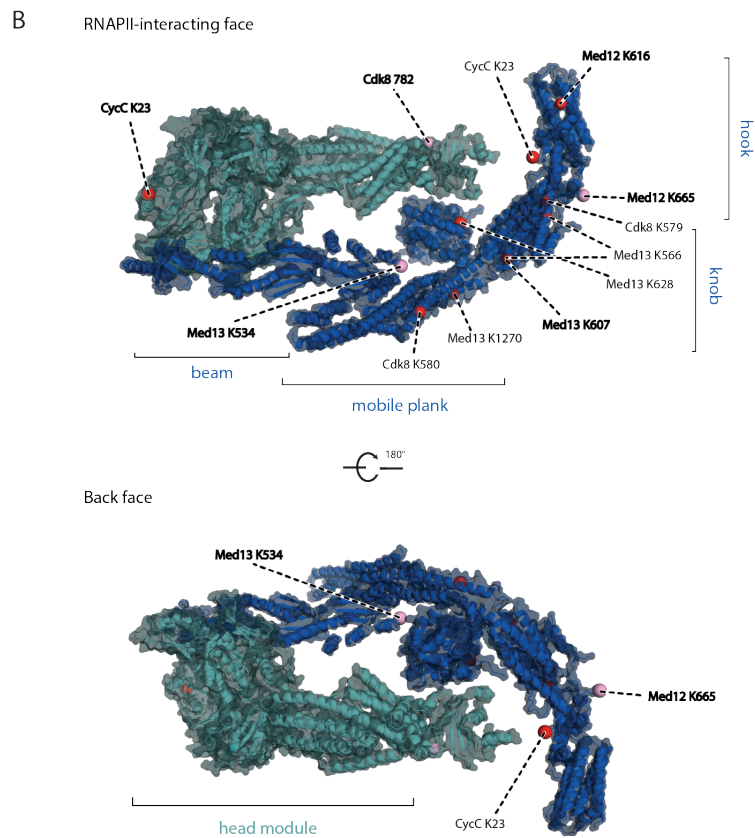 B
RNAPII-interacting face
CycC K23
Med12 K616
Cdk8 782
CycC K23
hook
Med12 K665
Cdk8 K579
Med13 K566
Med13 K628
knob
Med13 K534
Med13 K607
Med13 K1270
Cdk8 K580
beam
mobile plank
180°
Back face
Med13 K534
Med12 K665
CycC K23
head module